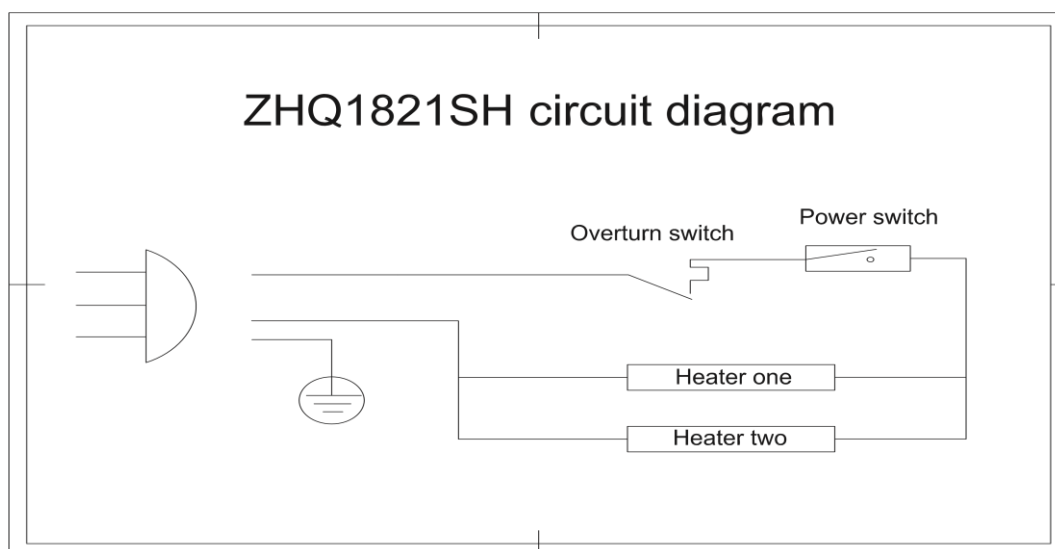 ZHQ1821SH circuit diagram
Power switch
Overturn switch
Heater one
Heater two